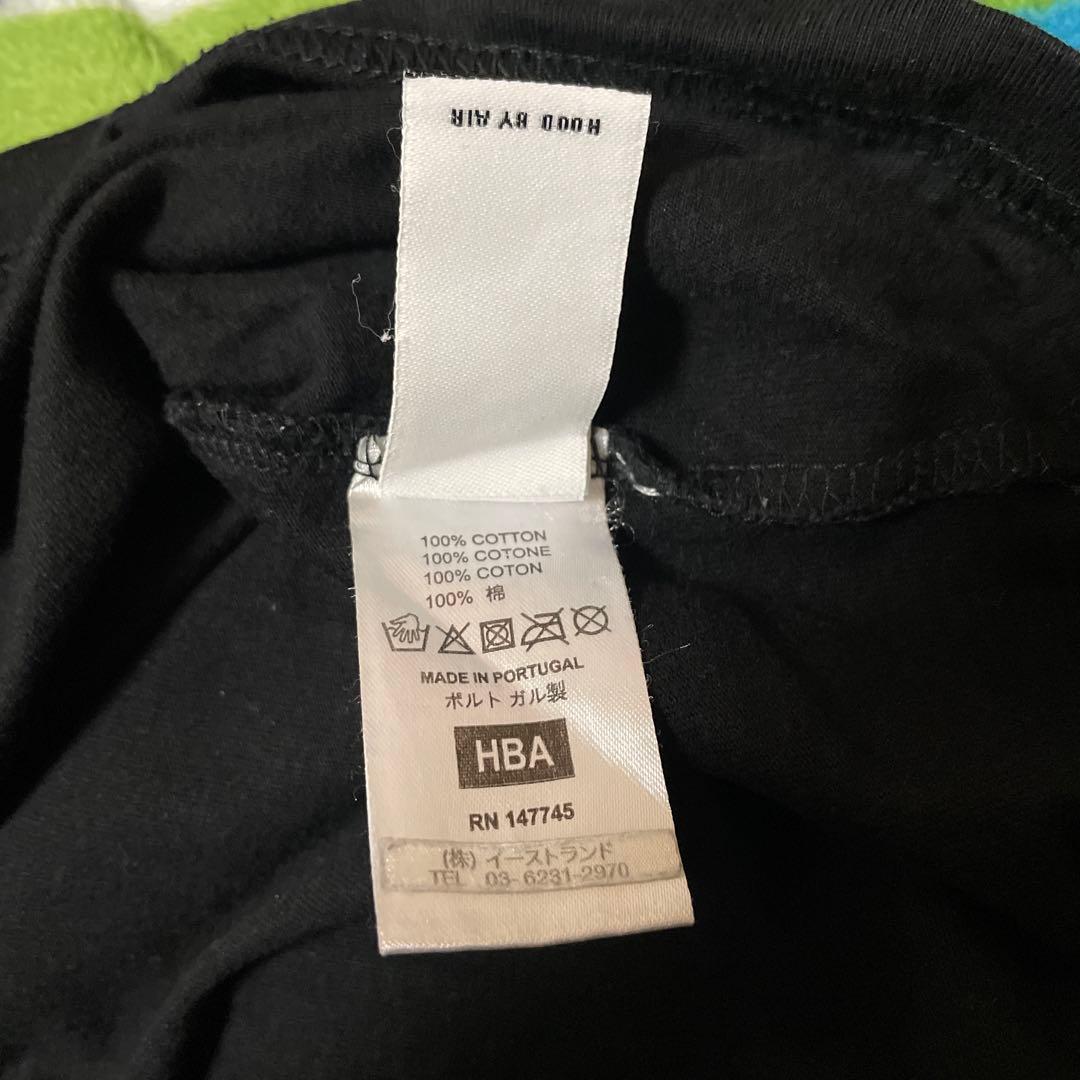 HOOD BY AIR
100% COTTON
100% COTONE
100% COTON
100% 棉
MADE IN PORTUGAL
ポルト ガル製
HBA
RN 147745
(株) イーストランド
TEL 03-6231-2970